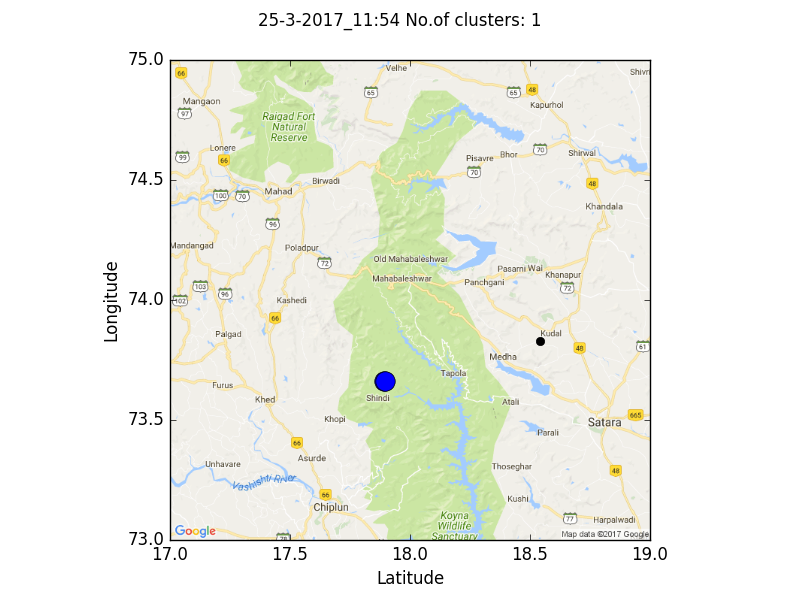 25-3-2017_11:54 No.of clusters: 1
75.0
74.5
74.0
73.5
73.0
17.0
17.5
18.0
18.5
19.0
Longitude
Latitude
Velhe
66
65
65
48
Mangaon
Kapurhol
97
Raigad Fort
Natural
Reserve
Lonere
70
Bhor
Shirwal
99
66
Pisavre
70
Birwadi
48
Mahad
100
70
Khandala
96
Mandangad
Poladpur
72
Old Mahabaleshwar
Pasarni Wai
Khanapur
Mahabaleshwar
Panchgani
72
103
96
102
Kashedi
66
Palgad
Kudal
48
61
Medha
Tapola
Furus
Shindi
Khed
Atali
665
Khopi
Satara
Parali
66
Asurde
Unhavare
Thoseghar
48
Vashishti River
66
Kushi
Chiplun
Koyna
Wildlife
Sanctuary
77
Harpalwadi
Google
Map data ©2017 Google